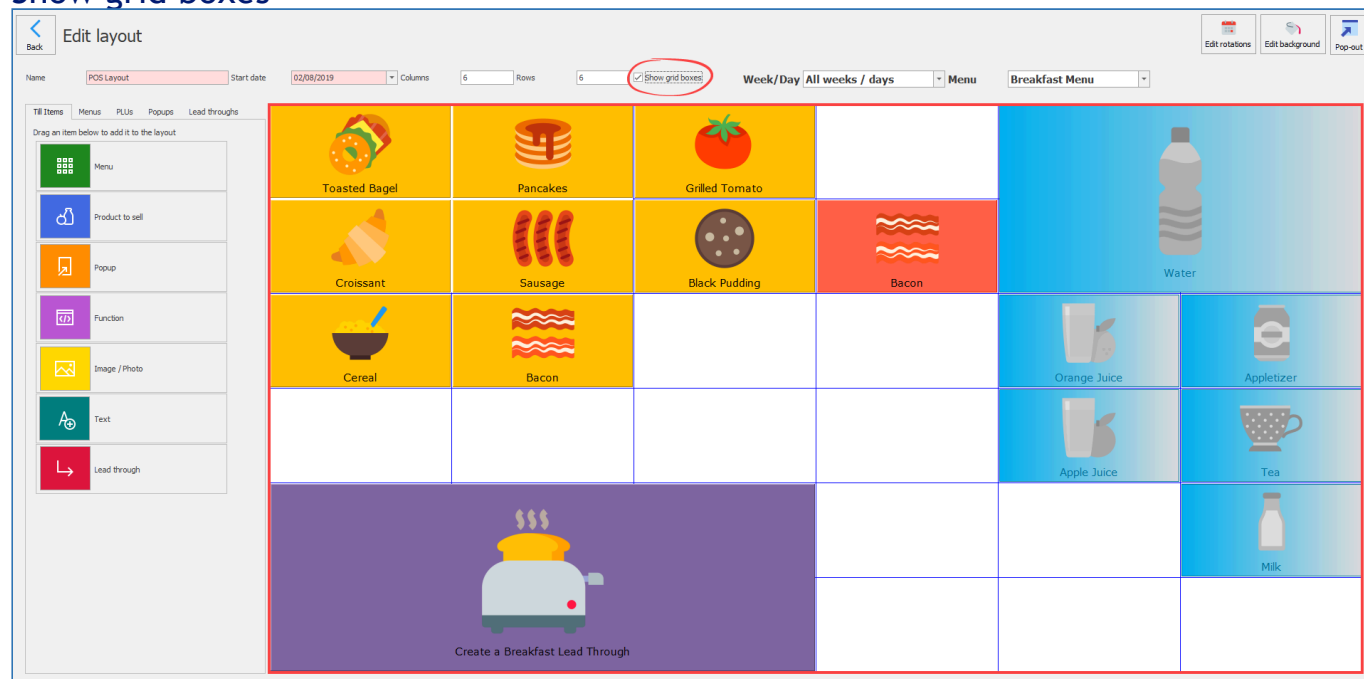 Show grid boxes
Back
Edit layout
Edit rotations
Edit background
Pop-out
Name
POS Layout
Start date
02/08/2019
Columns
6
Rows
6
Show grid boxes
Week/Day
All weeks / days
Menu
Breakfast Menu
Till Items
Menus
PLUs
Popups
Lead throughs
Drag an item below to add it to the layout
Menu
Product to sell
Popup
Function
Image / Photo
Text
Lead through
Toasted Bagel
Pancakes
Grilled Tomato
Water
Croissant
Sausage
Black Pudding
Bacon
Cereal
Bacon
Orange Juice
Appletizer
Apple Juice
Tea
Create a Breakfast Lead Through
Milk